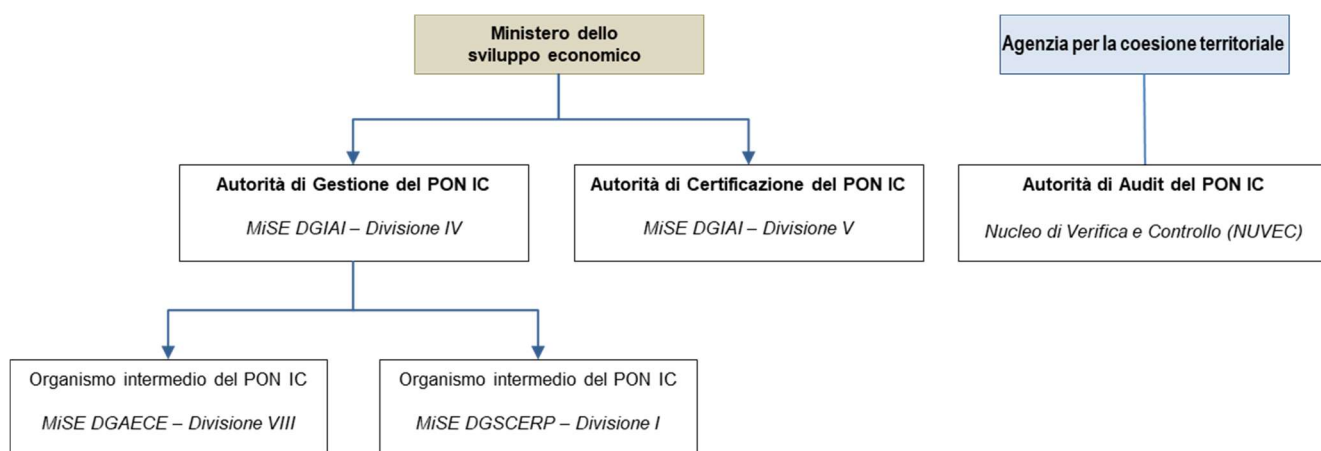 Ministero dello
sviluppo economico
Agenzia per la coesione territoriale
Autorità di Gestione del PON IC
MiSE DGIAI – Divisione IV
Autorità di Certificazione del PON IC
MiSE DGIAI – Divisione V
Autorità di Audit del PON IC
Nucleo di Verifica e Controllo (NUVEC)
Organismo intermedio del PON IC
MiSE DGAECE – Divisione VIII
Organismo intermedio del PON IC
MiSE DGSCERP – Divisione I